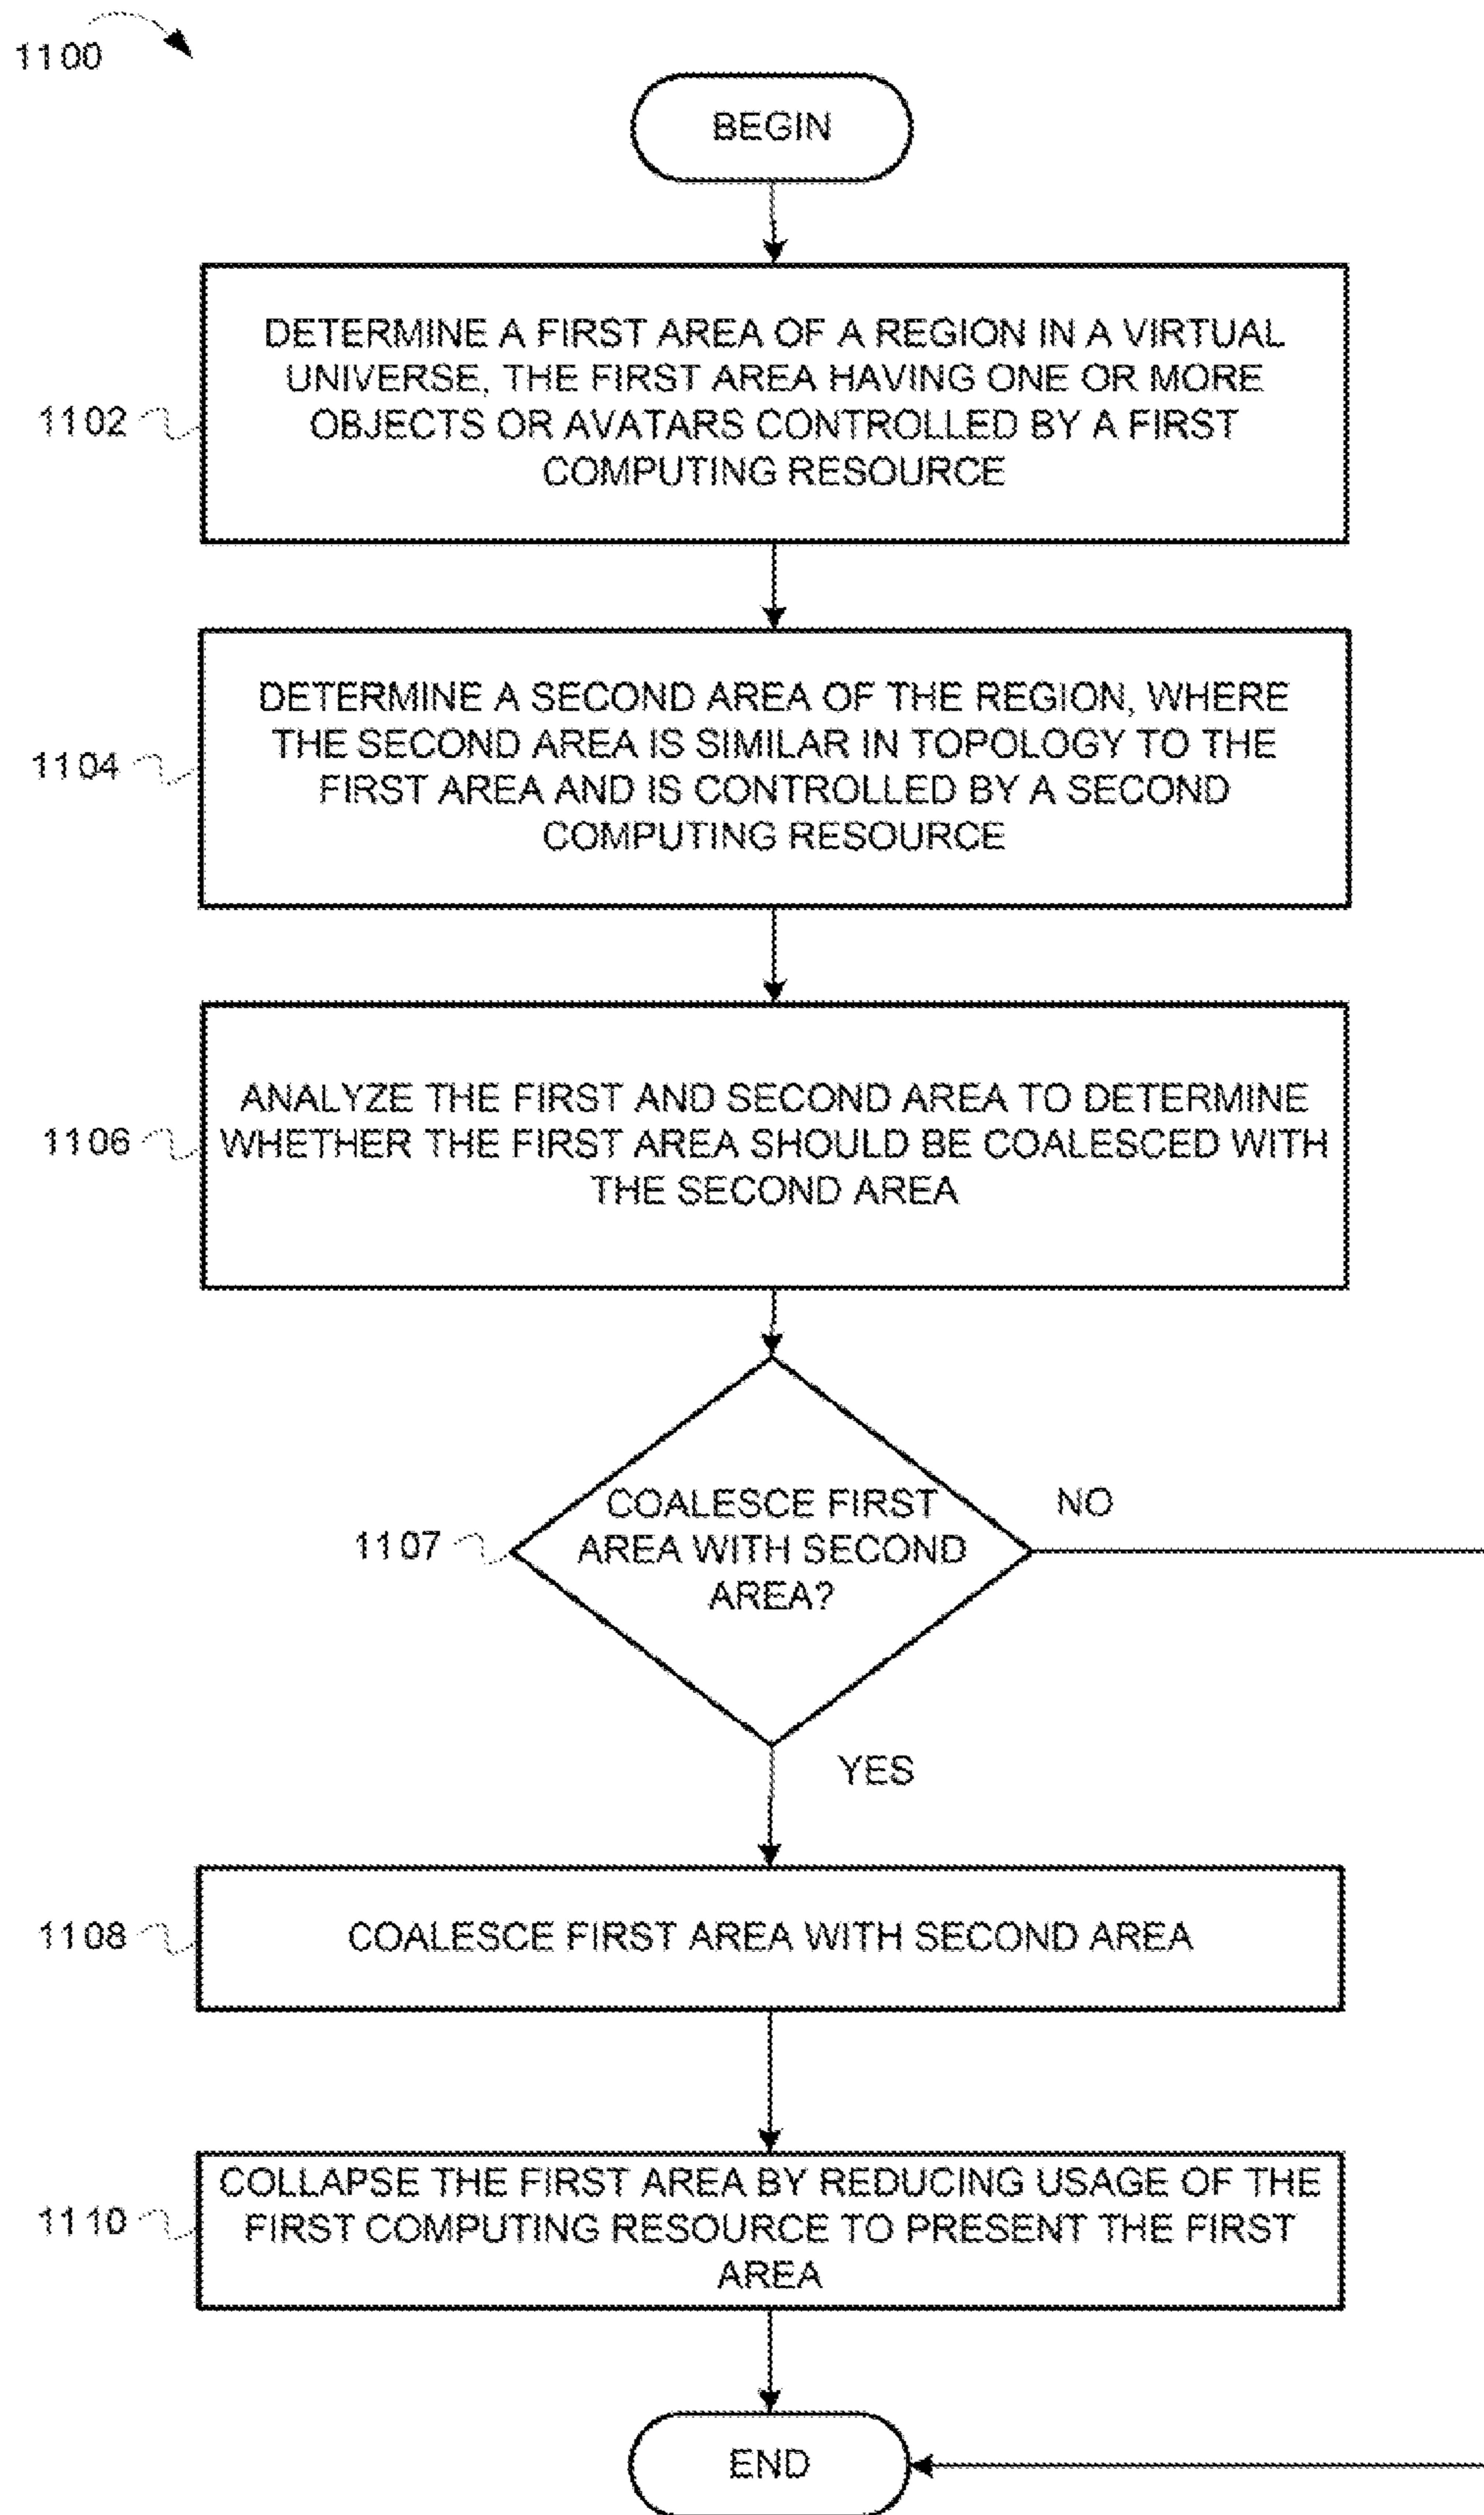 1100
BEGIN
DETERMINE A FIRST AREA OF A REGION IN A VIRTUAL
UNIVERSE, THE FIRST AREA HAVING ONE OR MORE
OBJECTS OR AVATARS CONTROLLED BY A FIRST
COMPUTING RESOURCE
1102
DETERMINE A SECOND AREA OF THE REGION, WHERE
THE SECOND AREA IS SIMILAR IN TOPOLOGY TO THE
FIRST AREA AND IS CONTROLLED BY A SECOND
COMPUTING RESOURCE
1104
ANALYZE THE FIRST AND SECOND AREA TO DETERMINE
WHETHER THE FIRST AREA SHOULD BE COALESCED WITH
THE SECOND AREA
1106
COALESCE FIRST
AREA WITH SECOND
AREA?
1107
NO
YES
1108
COALESCE FIRST AREA WITH SECOND AREA
COLLAPSE THE FIRST AREA BY REDUCING USAGE OF THE
FIRST COMPUTING RESOURCE TO PRESENT THE FIRST
AREA
1110
END